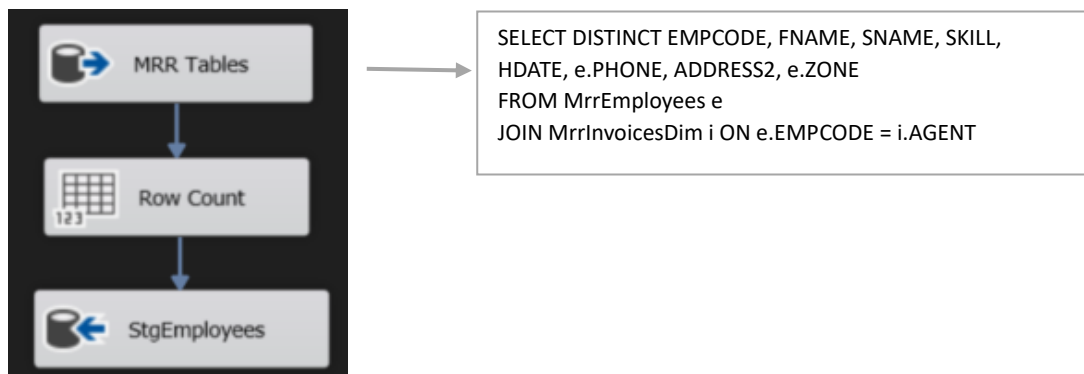 MRR Tables
123
Row Count
StgEmployees
SELECT DISTINCT EMPCODE, FNAME, SNAME, SKILL,
HDATE, e.PHONE, ADDRESS2, e.ZONE
FROM MrrEmployees e
JOIN MrrInvoicesDim i ON e.EMPCODE = i.AGENT